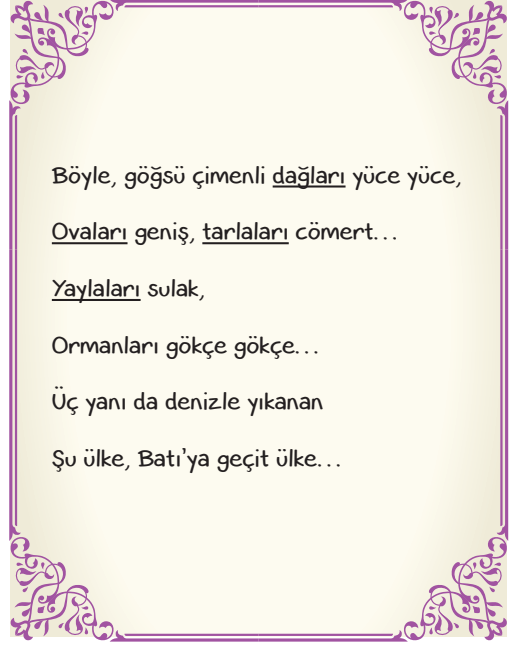 Böyle, göğsü çimenli dağları yüce yüce,
Ovaları geniş, tarlaları cömert...
Yaylaları sulak,
Ormanları gökçe gökçe...
Üç yanı da denizle yıkanan
Şu ülke, Batı'ya geçit ülke...